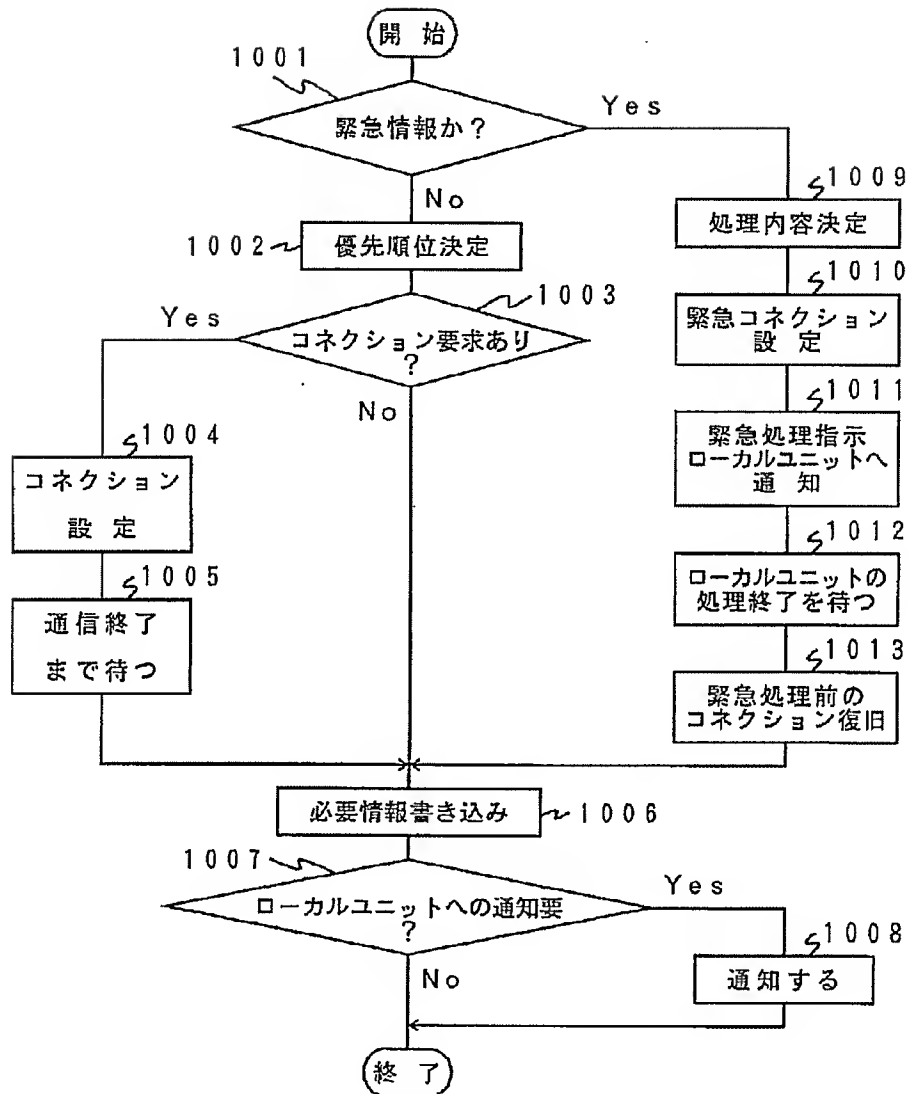 開 始
1001
緊急情報か?
Yes
No
1009
処理内容決定
1002
優先順位決定
1010
緊急コネクション
設定
1003
Yes
コネクション要求あり
?
No
1011
緊急処理指示
ローカルユニットへ
通 知
1004
コネクション
設 定
1012
ローカルユニットの
処理終了を待つ
1005
通信終了
まで待つ
1013
緊急処理前の
コネクション復旧
必要情報書き込み
1006
1007
ローカルユニットへの通知要
?
Yes
No
1008
通知する
終 了